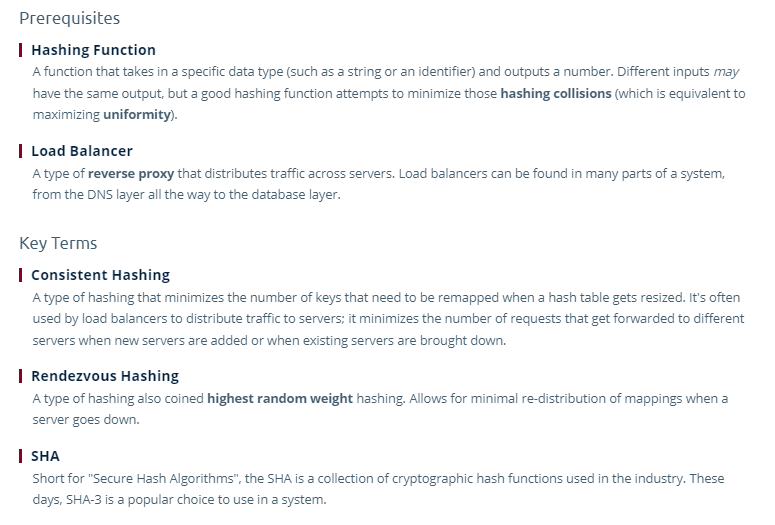 Prerequisites
Hashing Function
A function that takes in a specific data type (such as a string or an identifier) and outputs a number. Different inputs may
have the same output, but a good hashing function attempts to minimize those hashing collisions (which is equivalent to
maximizing uniformity).
Load Balancer
A type of reverse proxy that distributes traffic across servers. Load balancers can be found in many parts of a system,
from the DNS layer all the way to the database layer.
Key Terms
Consistent Hashing
A type of hashing that minimizes the number of keys that need to be remapped when a hash table gets resized. It's often
used by load balancers to distribute traffic to servers; it minimizes the number of requests that get forwarded to different
servers when new servers are added or when existing servers are brought down.
Rendezvous Hashing
A type of hashing also coined highest random weight hashing. Allows for minimal re-distribution of mappings when a
server goes down.
SHA
Short for "Secure Hash Algorithms", the SHA is a collection of cryptographic hash functions used in the industry. These
days, SHA-3 is a popular choice to use in a system.